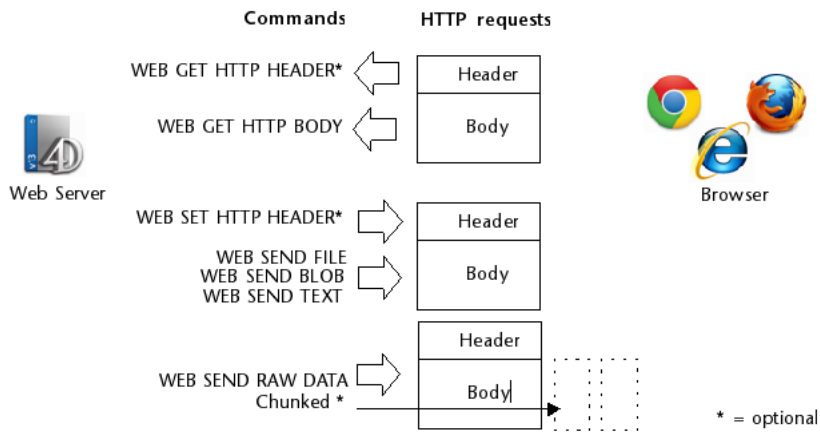 Commands
HTTP requests
WEB GET HTTP HEADER*
Header
WEB GET HTTP BODY
Body
v13
4D
Web Server
Browser
WEB SET HTTP HEADER*
Header
WEB SEND FILE
WEB SEND BLOB
WEB SEND TEXT
Body
Header
WEB SEND RAW DATA
Chunked *
Body
* = optional